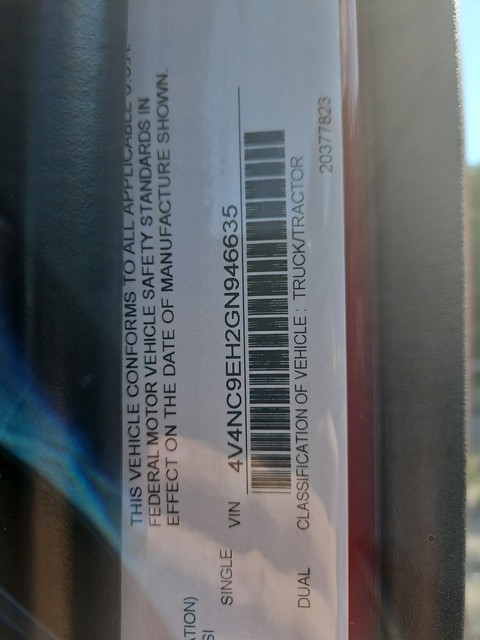 THIS VEHICLE CONFORMS TO ALL APPLICABLE U.S.A.
FEDERAL MOTOR VEHICLE SAFETY STANDARDS IN
EFFECT ON THE DATE OF MANUFACTURE SHOWN.
ATION)
SI
SINGLE VIN 4V4NC9EH2GN946635
DUAL CLASSIFICATION OF VEHICLE: TRUCK/TRACTOR
20377823